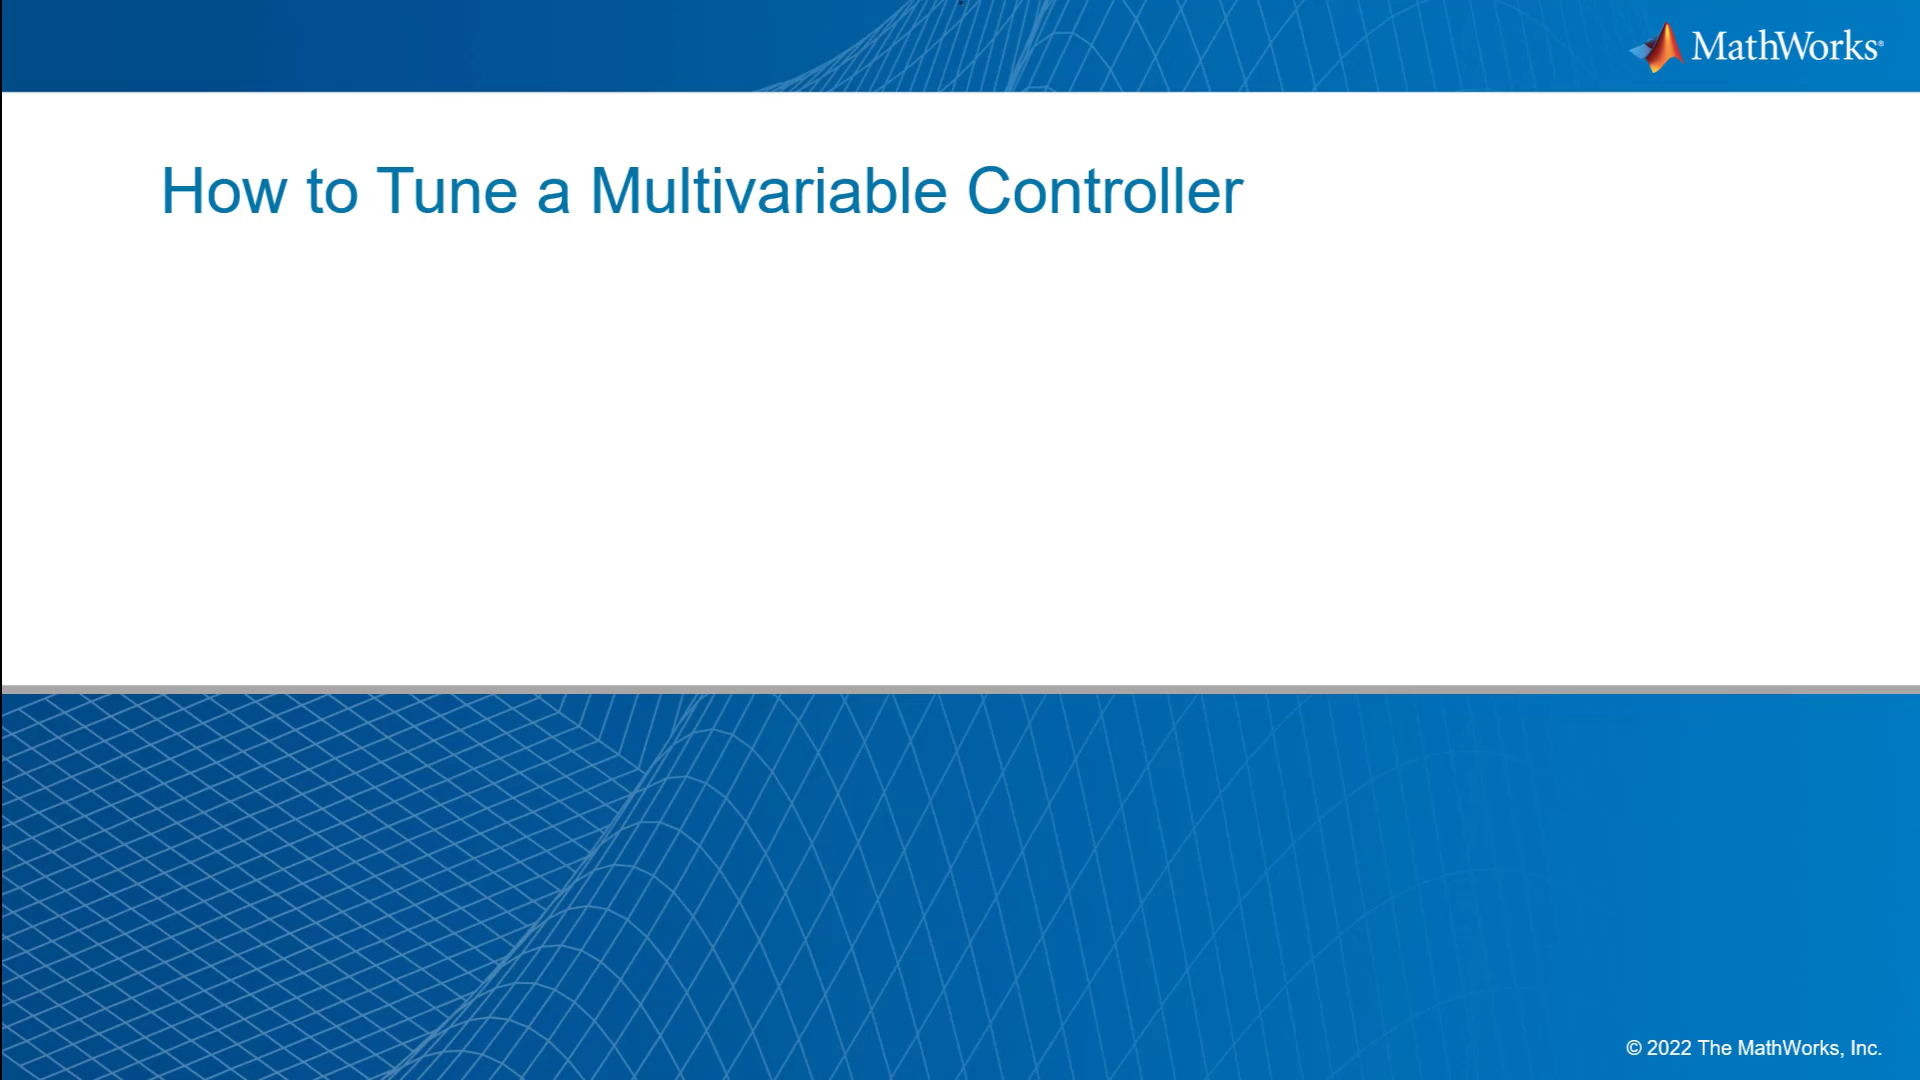 MathWorks®
How to Tune a Multivariable Controller
© 2022 The MathWorks, Inc.